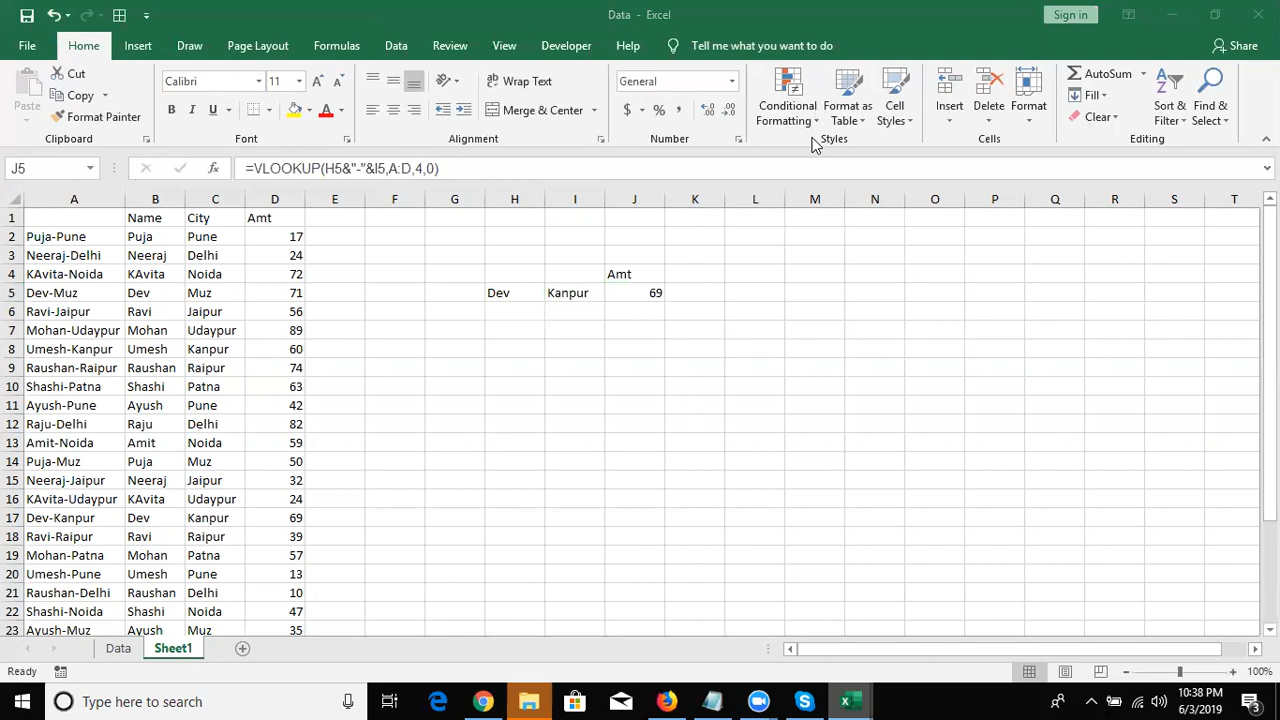 Data - Excel
Sign in
File Home Insert Draw Page Layout Formulas Data Review View Developer Help Tell me what you want to do Share
Paste
Cut
Copy
Format Painter
Clipboard
Calibri 11
B I U
Font
Wrap Text
Merge & Center
Alignment
General
$ % ,
Number
Conditional Formatting
Format as Table
Cell Styles
Styles
Insert Delete Format
Cells
AutoSum
Fill
Clear
Sort & Filter
Find & Select
Editing
J5 fx =VLOOKUP(H5&"-"&I5,A:D,4,0)
A B C D E F G H I J K L M N O P Q R S T
1 Name City Amt
2 Puja-Pune Puja Pune 17
3 Neeraj-Delhi Neeraj Delhi 24
4 KAvita-Noida KAvita Noida 72 Amt
5 Dev-Muz Dev Muz 71 Dev Kanpur 69
6 Ravi-Jaipur Ravi Jaipur 56
7 Mohan-Udaypur Mohan Udaypur 89
8 Umesh-Kanpur Umesh Kanpur 60
9 Raushan-Raipur Raushan Raipur 74
10 Shashi-Patna Shashi Patna 63
11 Ayush-Pune Ayush Pune 42
12 Raju-Delhi Raju Delhi 82
13 Amit-Noida Amit Noida 59
14 Puja-Muz Puja Muz 50
15 Neeraj-Jaipur Neeraj Jaipur 32
16 KAvita-Udaypur KAvita Udaypur 24
17 Dev-Kanpur Dev Kanpur 69
18 Ravi-Raipur Ravi Raipur 39
19 Mohan-Patna Mohan Patna 57
20 Umesh-Pune Umesh Pune 13
21 Raushan-Delhi Raushan Delhi 10
22 Shashi-Noida Shashi Noida 47
23 Ayush-Muz Ayush Muz 35
Data Sheet1
Ready 100%
Type here to search
10:38 PM
6/3/2019
3